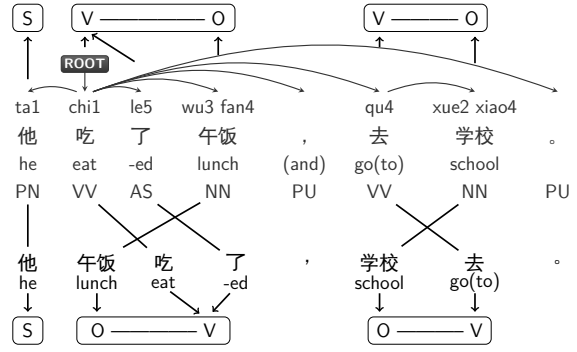 S V O V O
ROOT
ta1 chi1 le5 wu3 fan4 qu4 xue2 xiao4
他 吃 了 午饭 , 去 学校 。
he eat -ed lunch (and) go(to) school
PN VV AS NN PU VV NN PU
他 午饭 吃 了 , 学校 去 。
he lunch eat -ed school go(to)
S O V O V